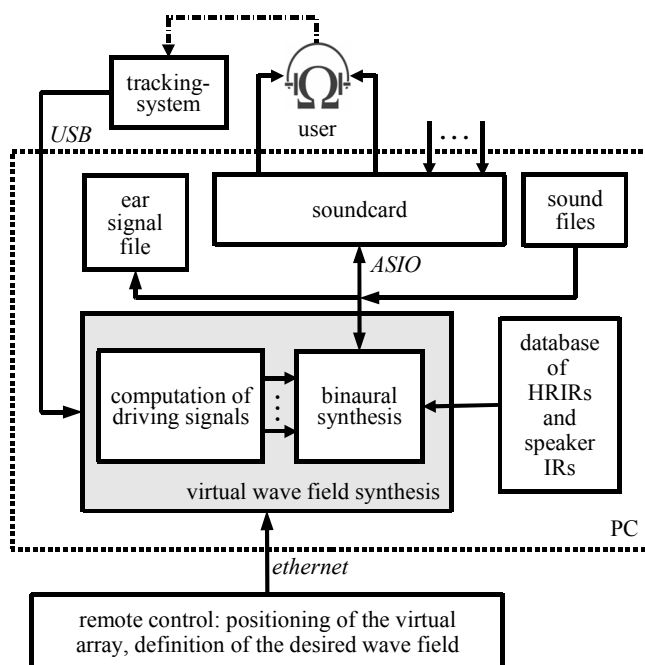 tracking-
system
user
USB
ear
signal
file
soundcard
. . .
sound
files
ASIO
computation of
driving signals
binaural
synthesis
database
of
HRIRs
and
speaker
IRs
virtual wave field synthesis
PC
ethernet
remote control: positioning of the virtual
array, definition of the desired wave field